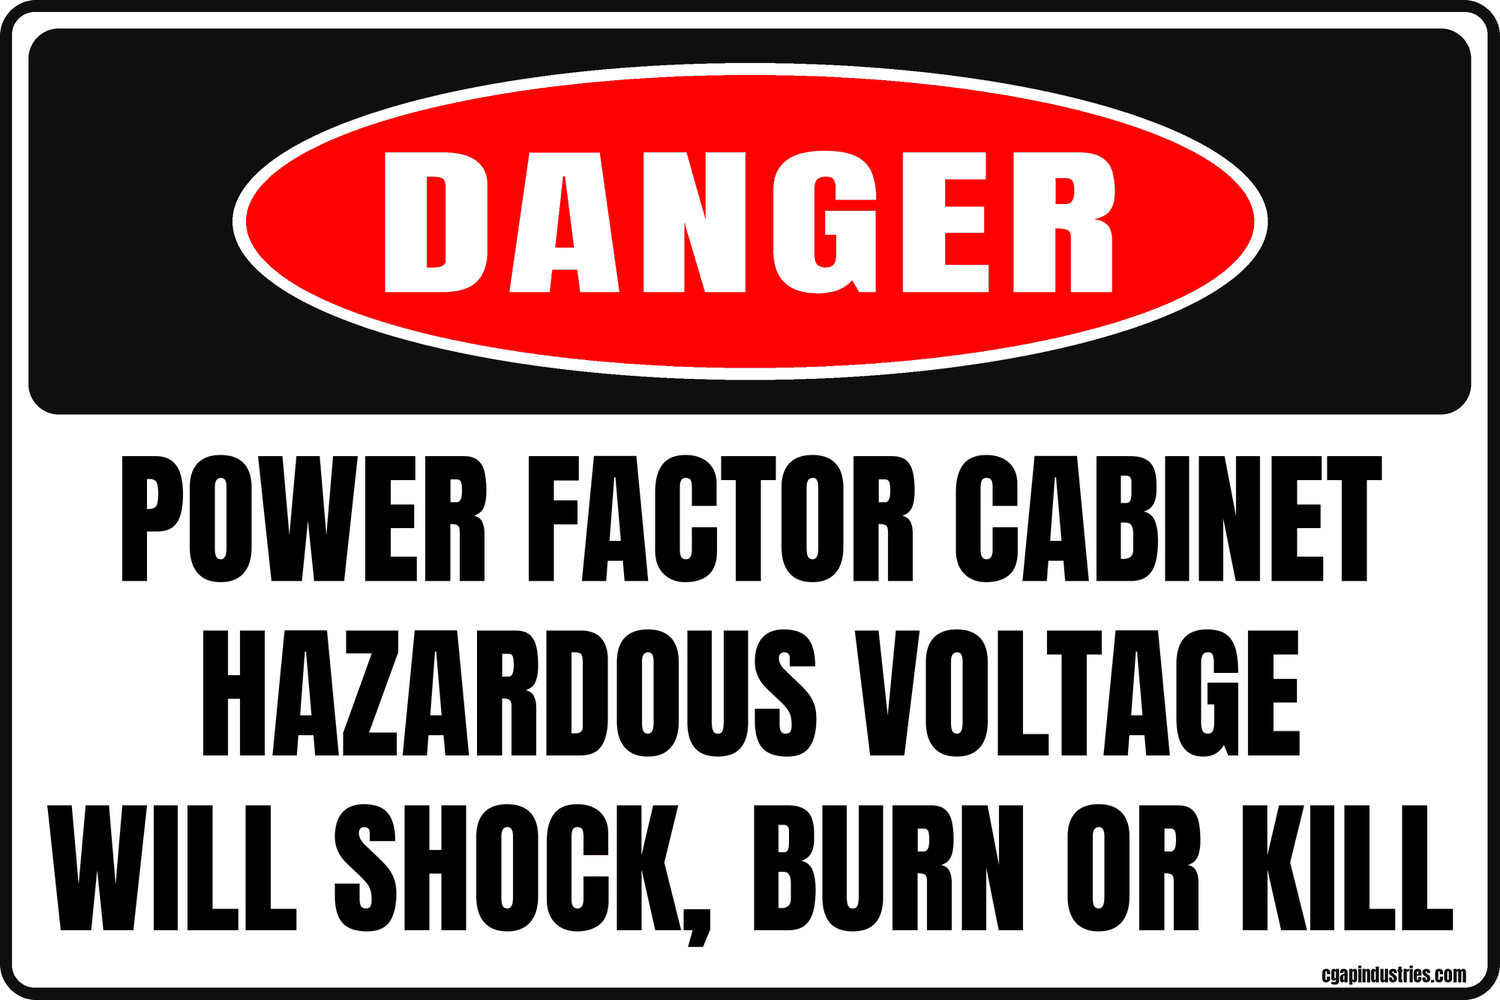 DANGER
POWER FACTOR CABINET
HAZARDOUS VOLTAGE
WILL SHOCK, BURN OR KILL
cgapindustries.com